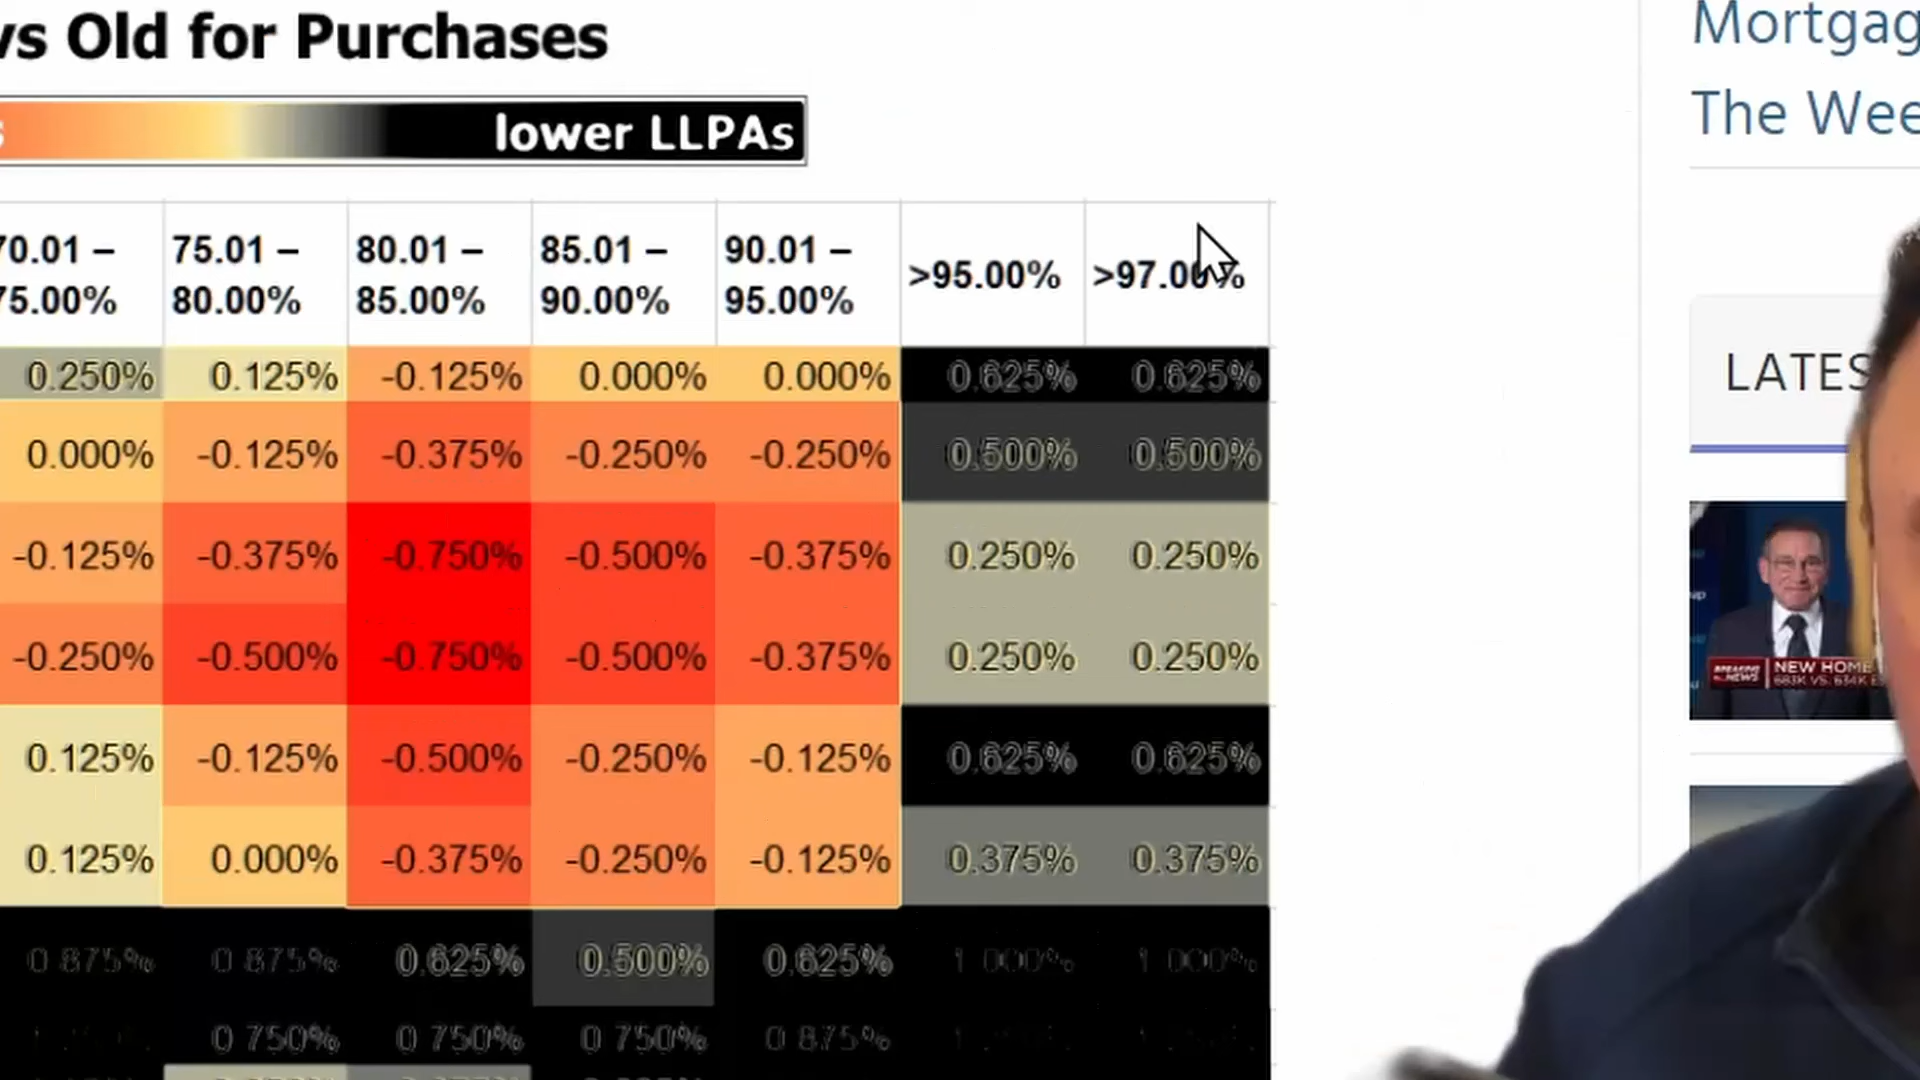 vs Old for Purchases
Mortgag
The Wee
s lower LLPAs
70.01 – 75.01 – 80.01 – 85.01 – 90.01 – >95.00% >97.00%
75.00% 80.00% 85.00% 90.00% 95.00%
0.250% 0.125% -0.125% 0.000% 0.000% 0.625% 0.625%
LATES
0.000% -0.125% -0.375% -0.250% -0.250% 0.500% 0.500%
-0.125% -0.375% -0.750% -0.500% -0.375% 0.250% 0.250%
-0.250% -0.500% -0.750% -0.500% -0.375% 0.250% 0.250%
BREAKING NEWS
NEW HOME
683K VS. 634K E
0.125% -0.125% -0.500% -0.250% -0.125% 0.625% 0.625%
0.125% 0.000% -0.375% -0.250% -0.125% 0.375% 0.375%
0.875% 0.875% 0.625% 0.500% 0.625% 1.000% 1.000%
0.750% 0.750% 0.750% 0.875%